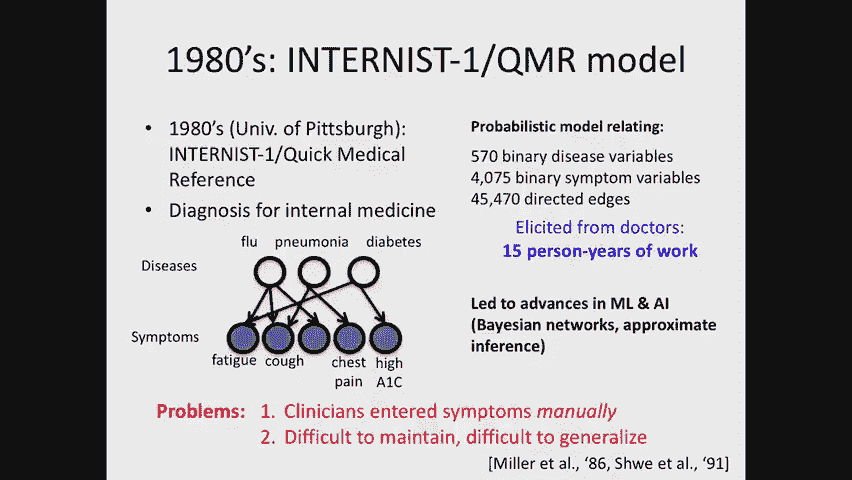 1980's: INTERNIST-1/QMR model
• 1980's (Univ. of Pittsburgh):
INTERNIST-1/Quick Medical
Reference
• Diagnosis for internal medicine
flu pneumonia diabetes
Diseases
Symptoms
fatigue cough chest pain high A1C
Probabilistic model relating:
570 binary disease variables
4,075 binary symptom variables
45,470 directed edges
Elicited from doctors:
15 person-years of work
Led to advances in ML & AI
(Bayesian networks, approximate
inference)
Problems: 1. Clinicians entered symptoms manually
2. Difficult to maintain, difficult to generalize
[Miller et al., '86, Shwe et al., '91]